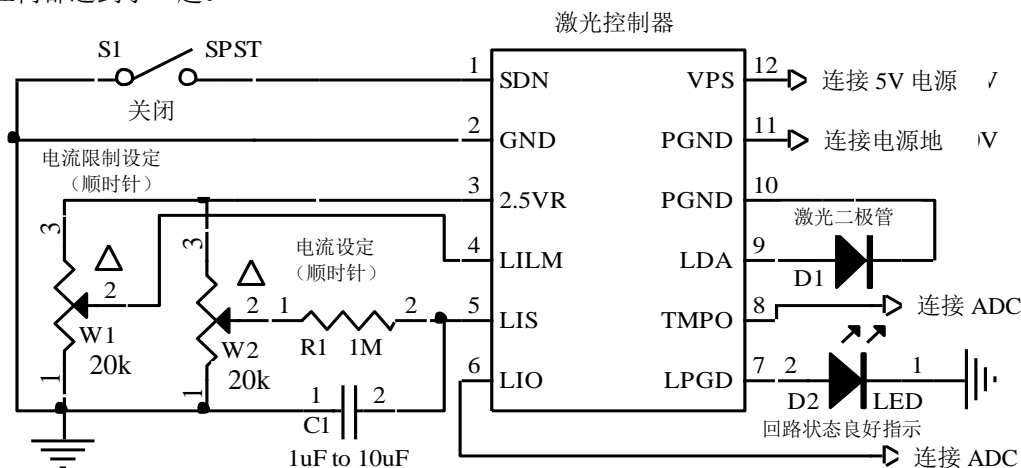 激光控制器
S1 SPST
关闭
1 SDN
2 GND
3 2.5VR
4 LILM
5 LIS
6 LIO
VPS 12
PGND 11
PGND 10
LDA 9
TMPO 8
LPGD 7
连接 5V 电源
连接电源地 V
电流限制设定
(顺时针)
3
2
W1
20k
1
电流设定
(顺时针)
3
2
W2
20k
1
1 2
R1 1M
1 2
C1
1uF to 10uF
激光二极管
D1
连接 ADC
2 1
D2 LED
回路状态良好指示
连接 ADC